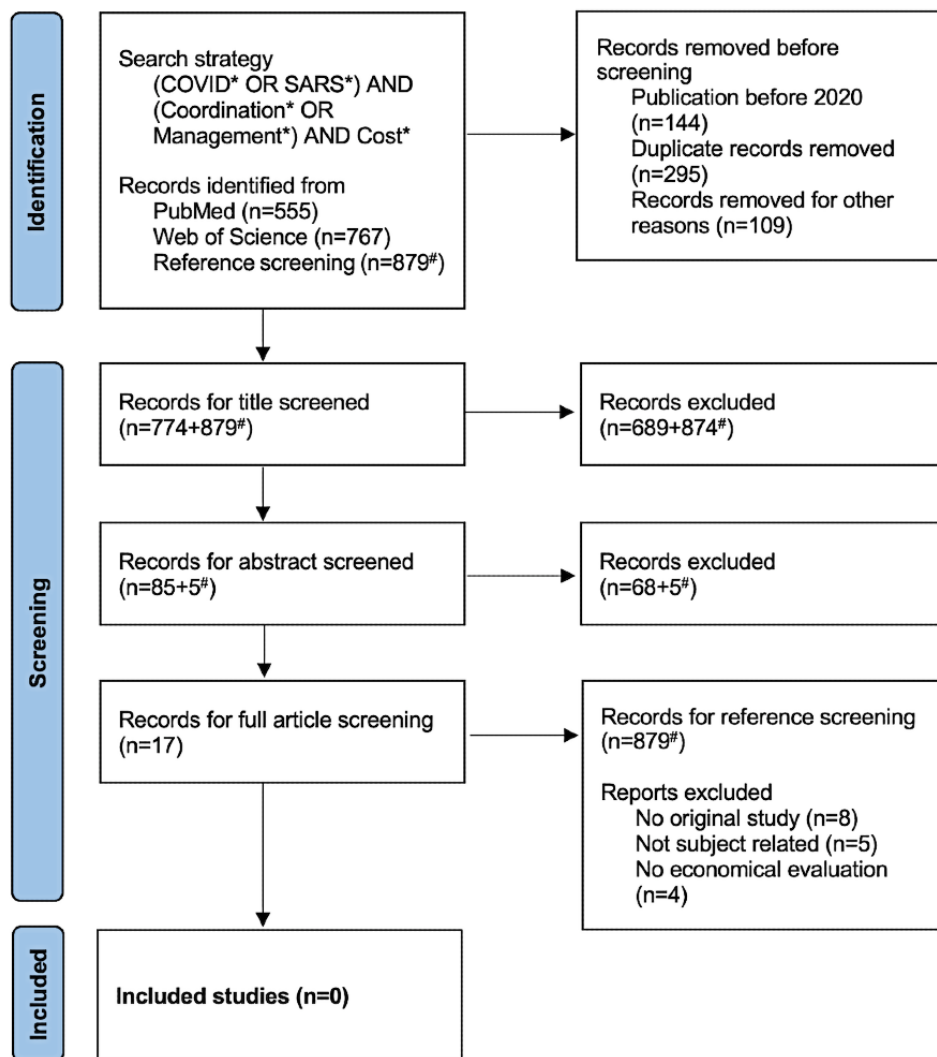 Identification
Search strategy
(COVID* OR SARS*) AND
(Coordination* OR
Management*) AND Cost*
Records identified from
PubMed (n=555)
Web of Science (n=767)
Reference screening (n=879#)
Records removed before
screening
Publication before 2020
(n=144)
Duplicate records removed
(n=295)
Records removed for other
reasons (n=109)
Screening
Records for title screened
(n=774+879#)
Records excluded
(n=689+874#)
Records for abstract screened
(n=85+5#)
Records excluded
(n=68+5#)
Records for full article screening
(n=17)
Records for reference screening
(n=879#)
Reports excluded
No original study (n=8)
Not subject related (n=5)
No economical evaluation
(n=4)
Included
Included studies (n=0)